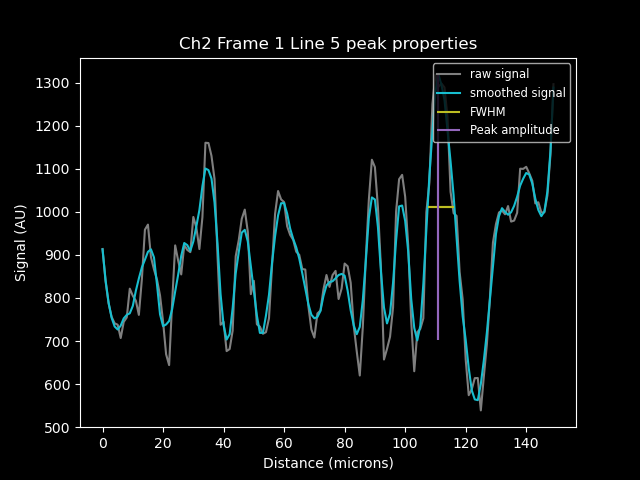 Ch2 Frame 1 Line 5 peak properties
raw signal
smoothed signal
FWHM
Peak amplitude
1300
1200
1100
1000
900
800
700
600
500
Signal (AU)
0 20 40 60 80 100 120 140
Distance (microns)